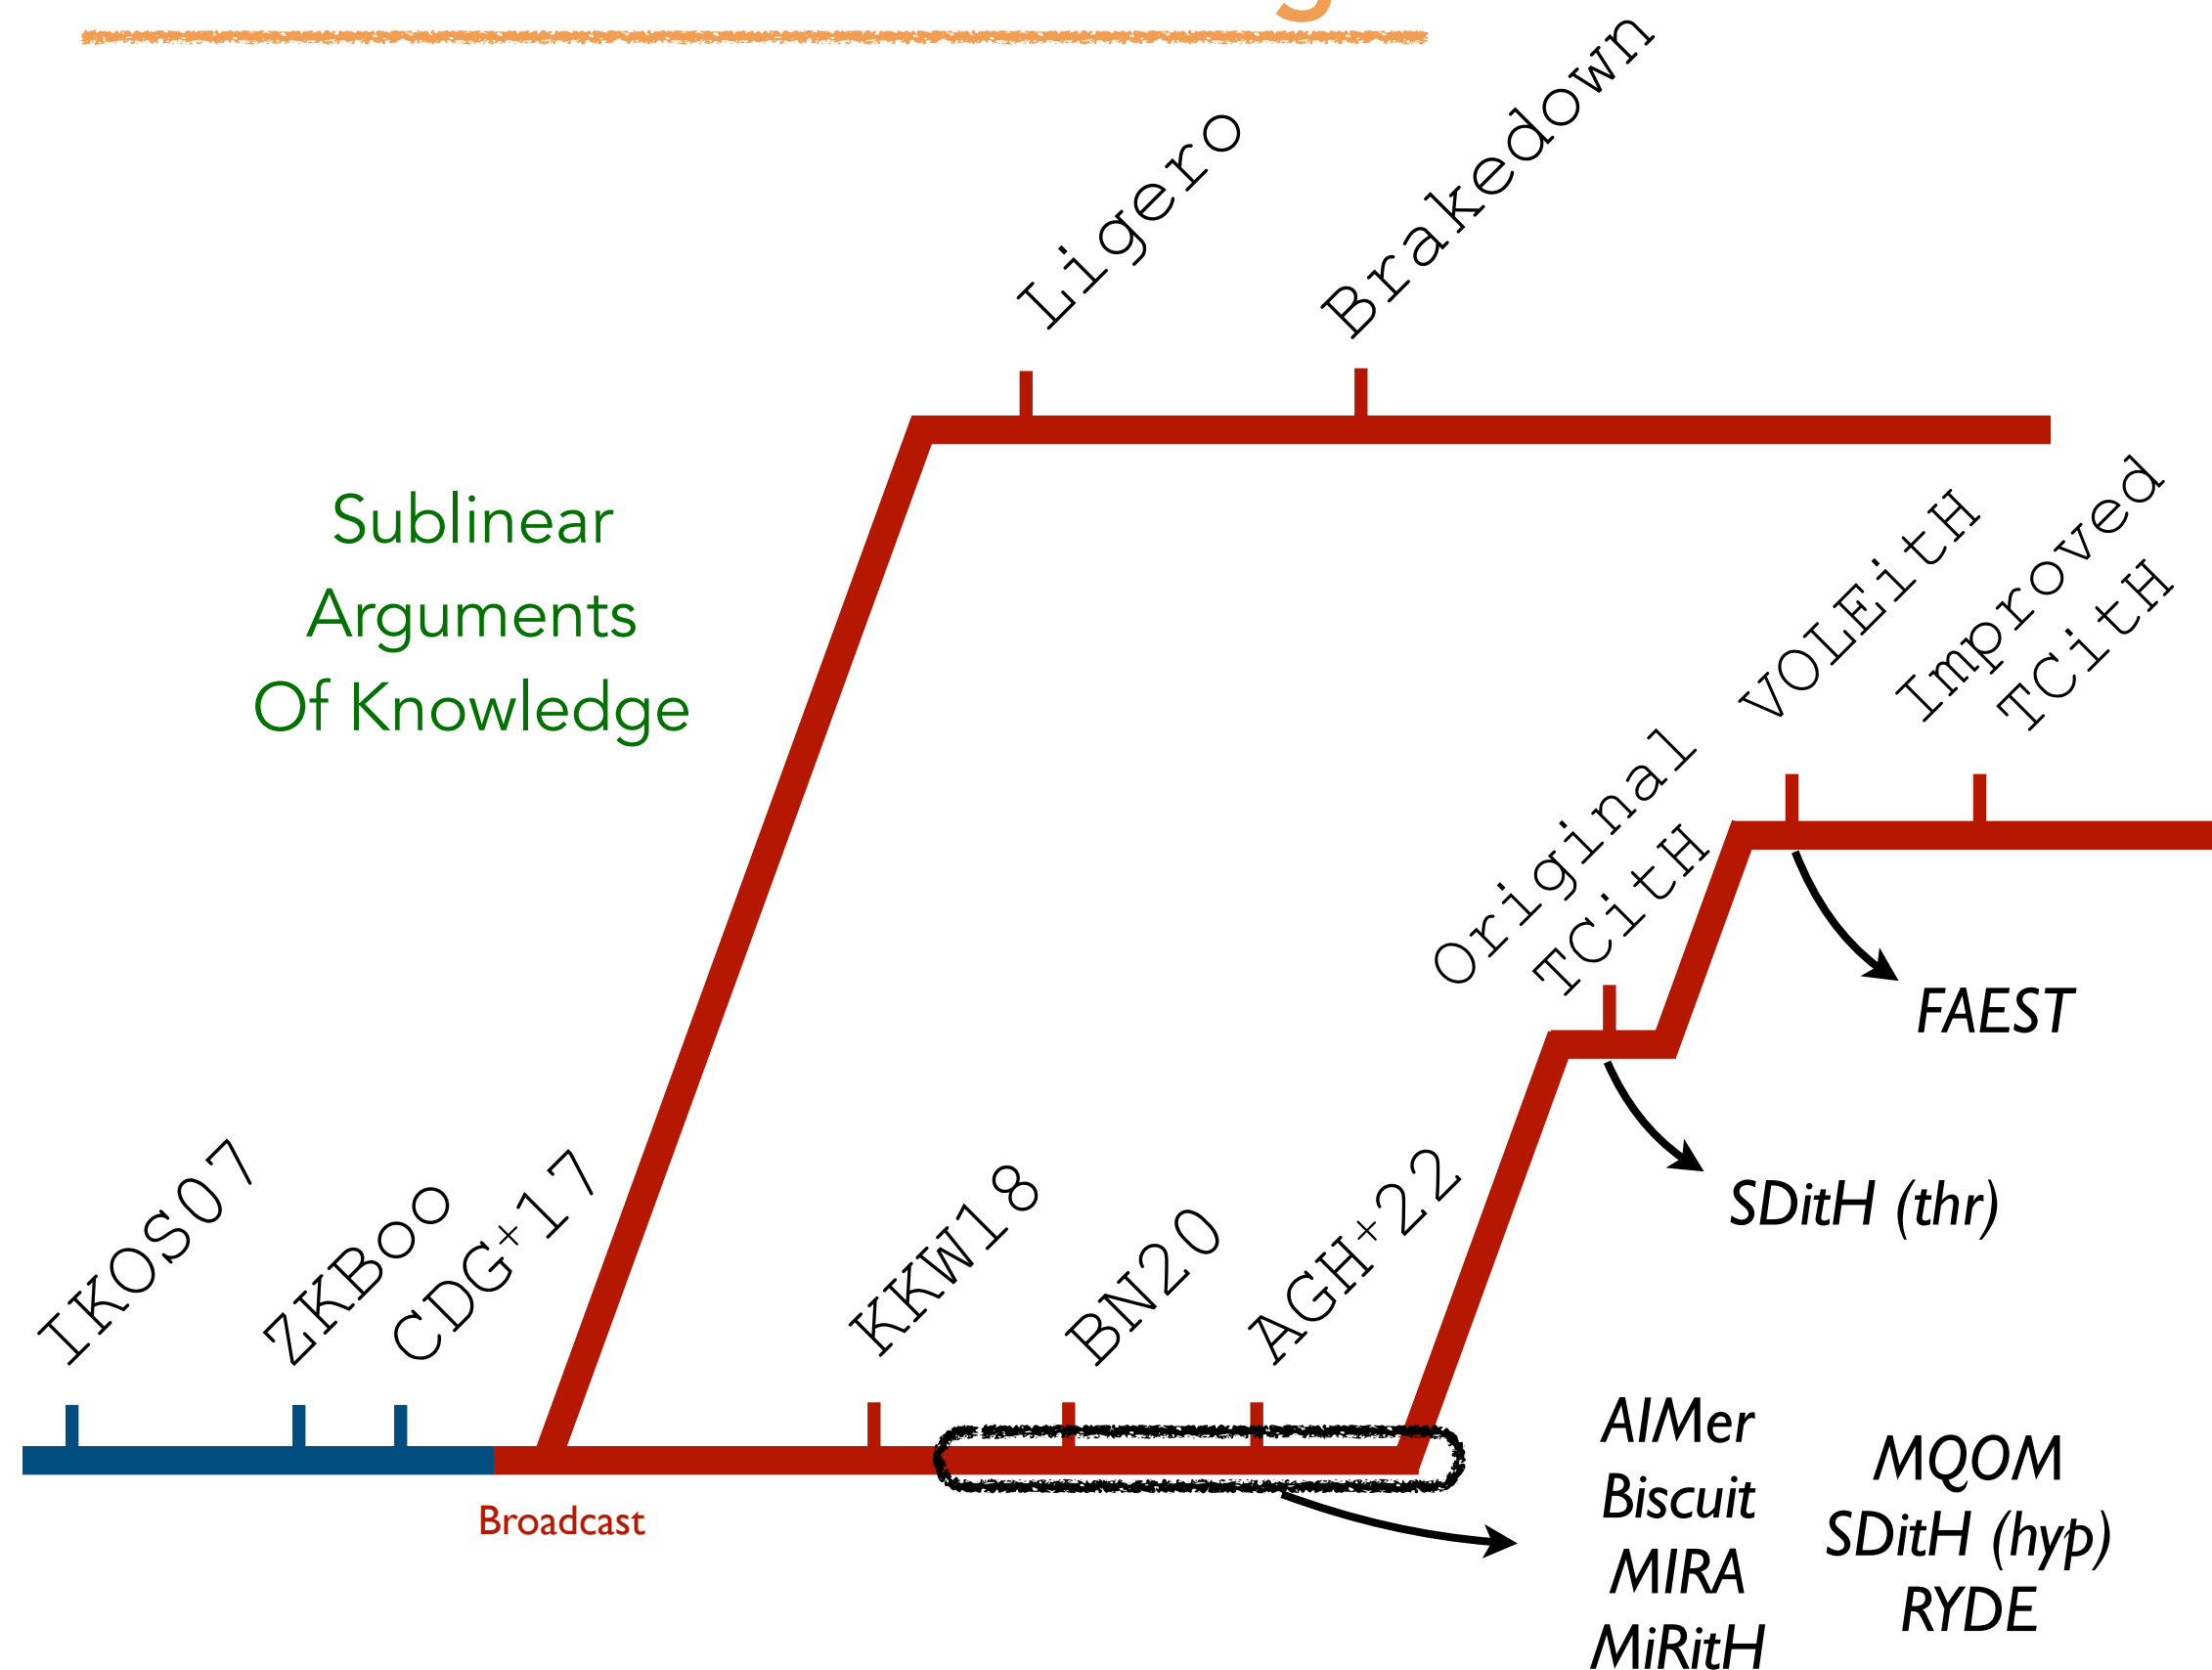 Ligero
Brakedown
Sublinear
Arguments
Of Knowledge
VOLEitH
Improved
TCitH
Original
TCitH
FAEST
SDitH (thr)
IKOS07
ZKBoo
CDG+17
KKW18
BN20
AGH+22
Broadcast
AIMer
Biscuit
MIRA
MiRitH
MQOM
SDitH (hyp)
RYDE